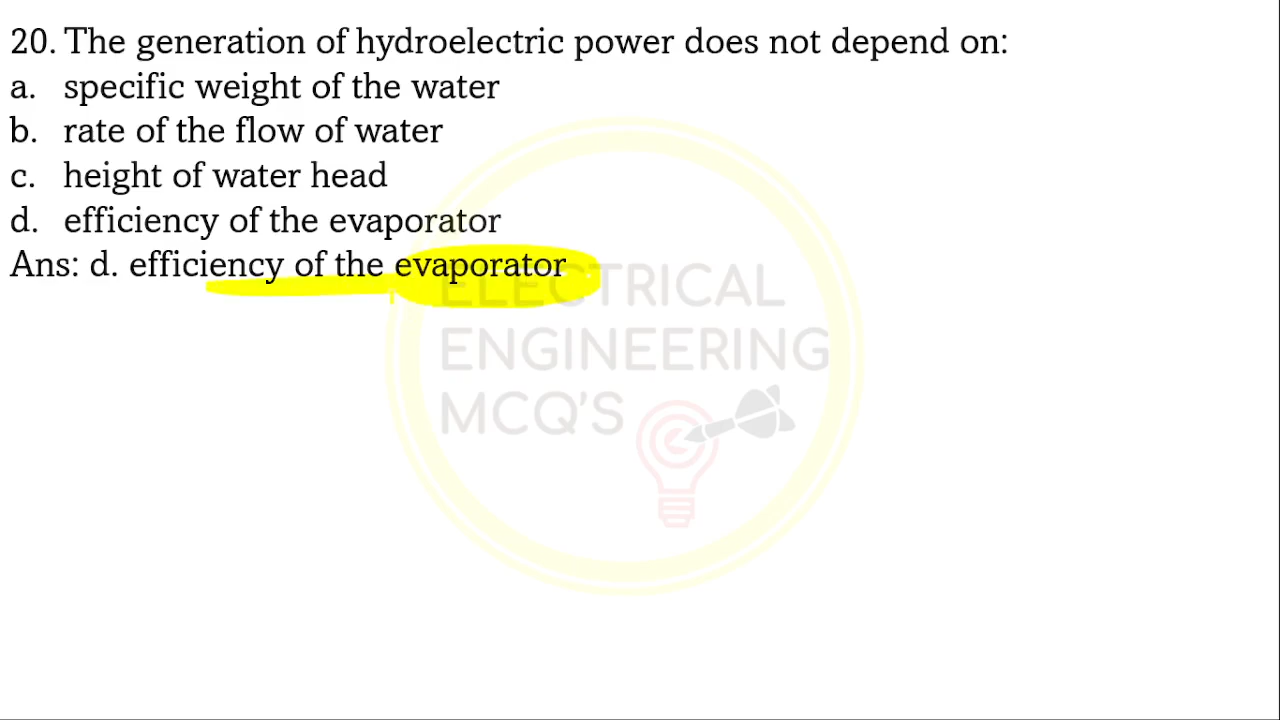 20. The generation of hydroelectric power does not depend on:
a. specific weight of the water
b. rate of the flow of water
c. height of water head
d. efficiency of the evaporator
Ans: d. efficiency of the evaporator
ELECTRICAL
ENGINEERING
MCQ'S